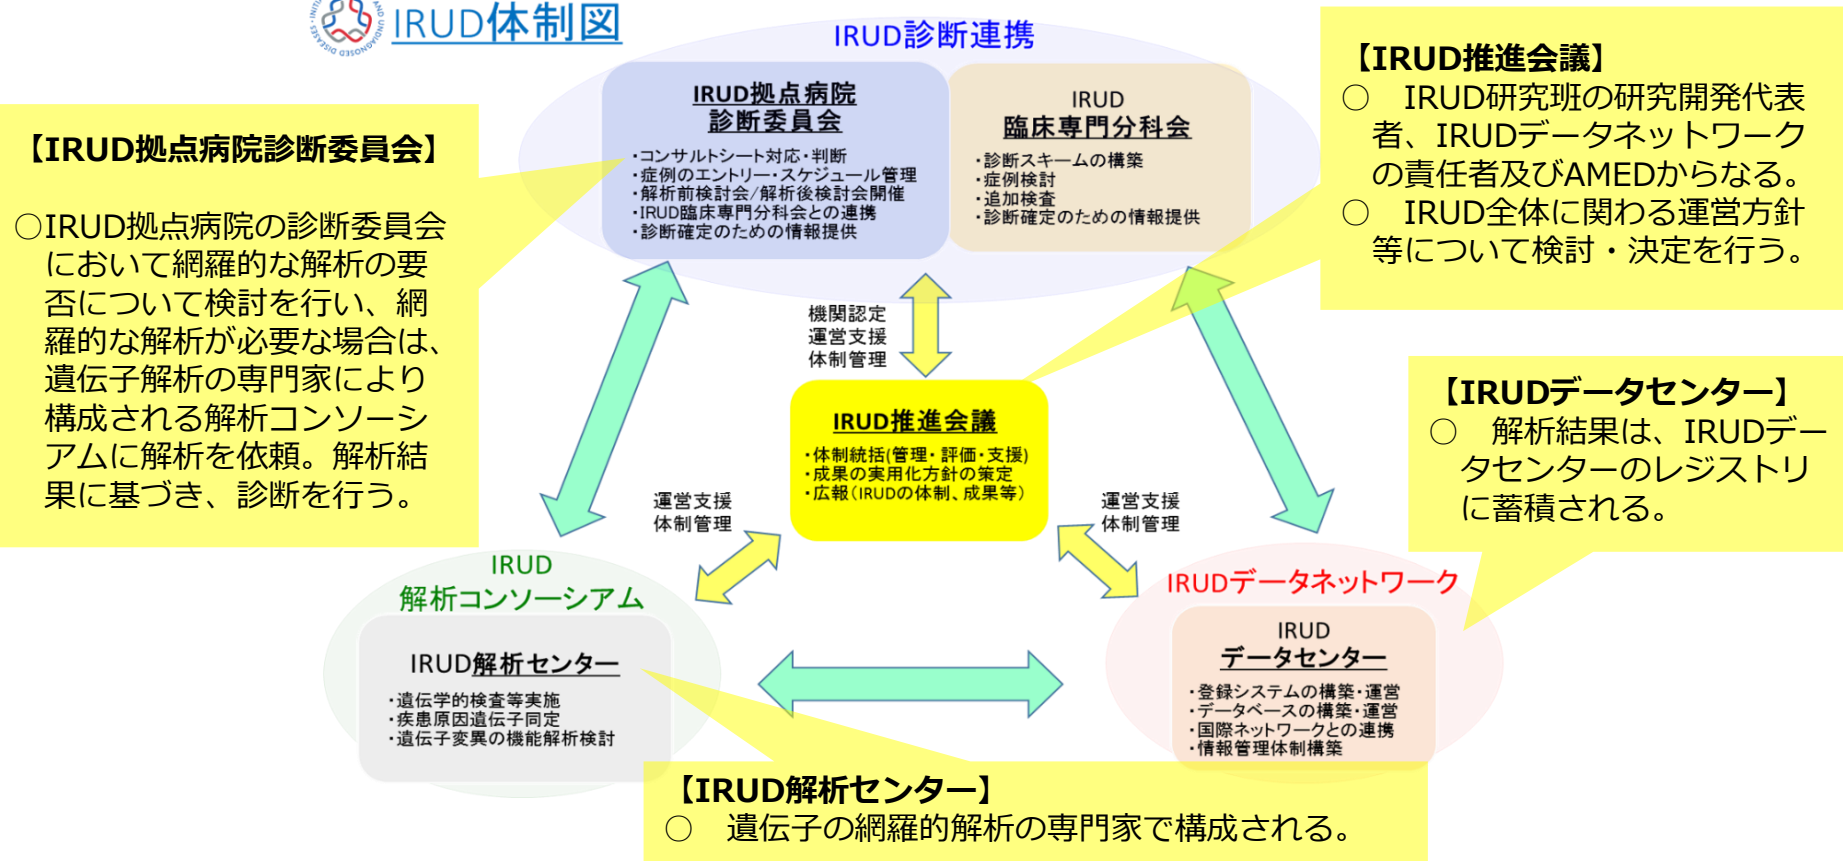 IRUD体制図
IRUD診断連携
IRUD拠点病院
診断委員会
・コンサルトシート対応・判断
・症例のエントリー・スケジュール管理
・解析前検討会/解析後検討会開催
・IRUD臨床専門分科会との連携
・診断確定のための情報提供
IRUD
臨床専門分科会
・診断スキームの構築
・症例検討
・追加検査
・診断確定のための情報提供
【IRUD推進会議】
○　IRUD研究班の研究開発代表
者、IRUDデータネットワーク
の責任者及びAMEDからなる。
○　IRUD全体に関わる運営方針
等について検討・決定を行う。
【IRUD拠点病院診断委員会】
○IRUD拠点病院の診断委員会
において網羅的な解析の要
否について検討を行い、網
羅的な解析が必要な場合は、
遺伝子解析の専門家により
構成される解析コンソーシ
アムに解析を依頼。解析結
果に基づき、診断を行う。
機関認定
運営支援
体制管理
IRUD推進会議
・体制統括(管理・評価・支援)
・成果の実用化方針の策定
・広報(IRUDの体制、成果等)
【IRUDデータセンター】
○　解析結果は、IRUDデー
タセンターのレジストリ
に蓄積される。
運営支援
体制管理
運営支援
体制管理
IRUD
解析コンソーシアム
IRUD解析センター
・遺伝学的検査等実施
・疾患原因遺伝子同定
・遺伝子変異の機能解析検討
IRUDデータネットワーク
IRUD
データセンター
・登録システムの構築・運営
・データベースの構築・運営
・国際ネットワークとの連携
・情報管理体制構築
【IRUD解析センター】
○　遺伝子の網羅的解析の専門家で構成される。